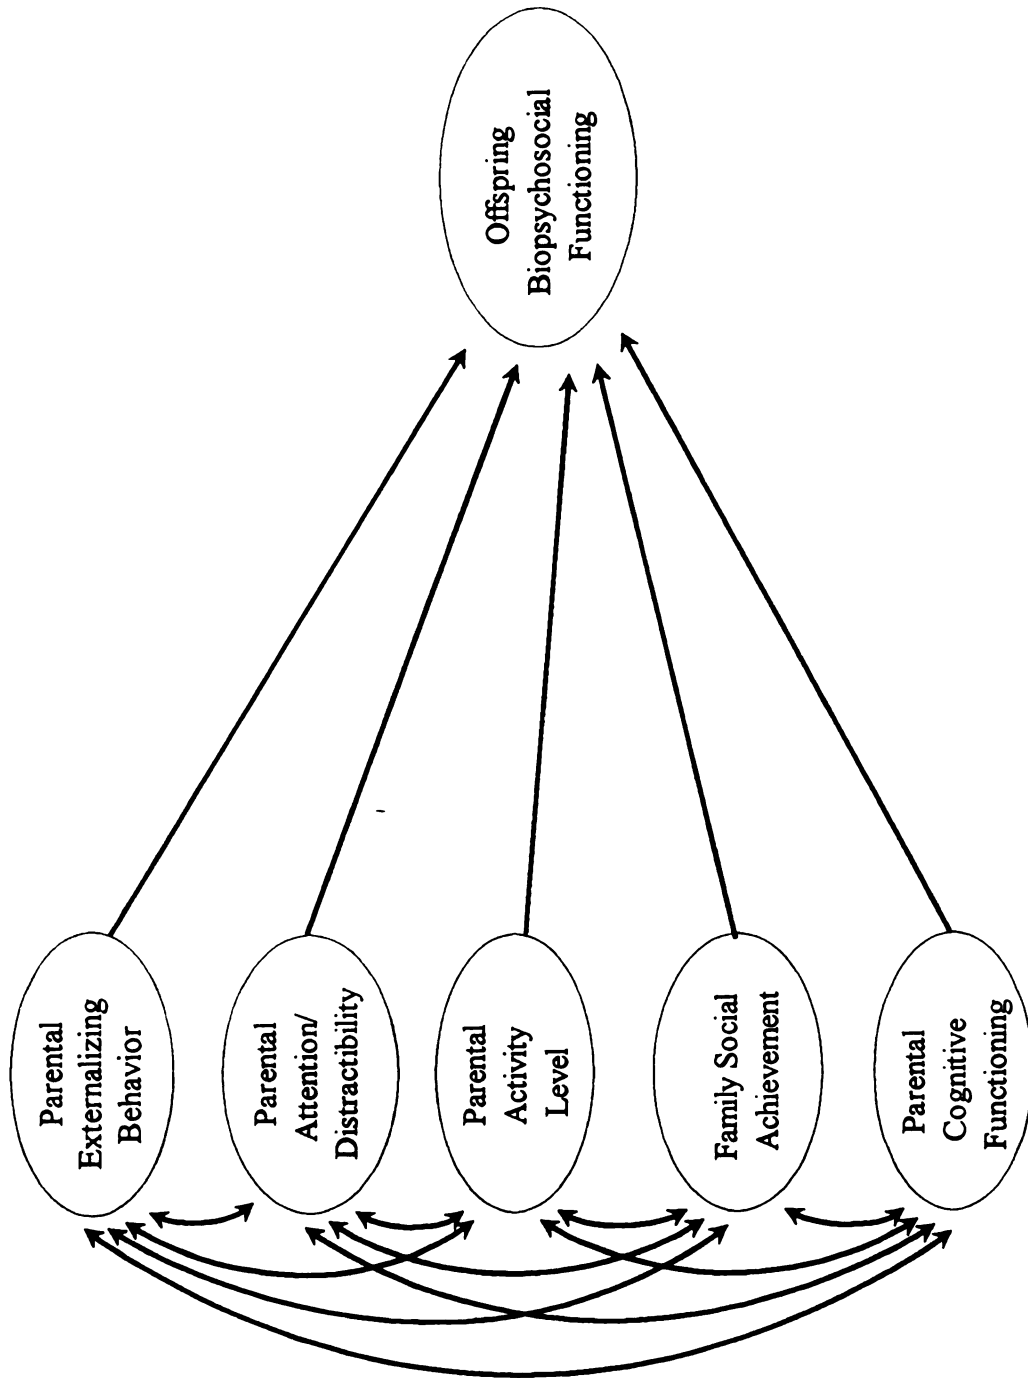 Parental
Externalizing
Behavior
Parental
Attention/
Distractibility
Parental
Activity
Level
Family Social
Achievement
Parental
Cognitive
Functioning
Offspring
Biopsychosocial
Functioning